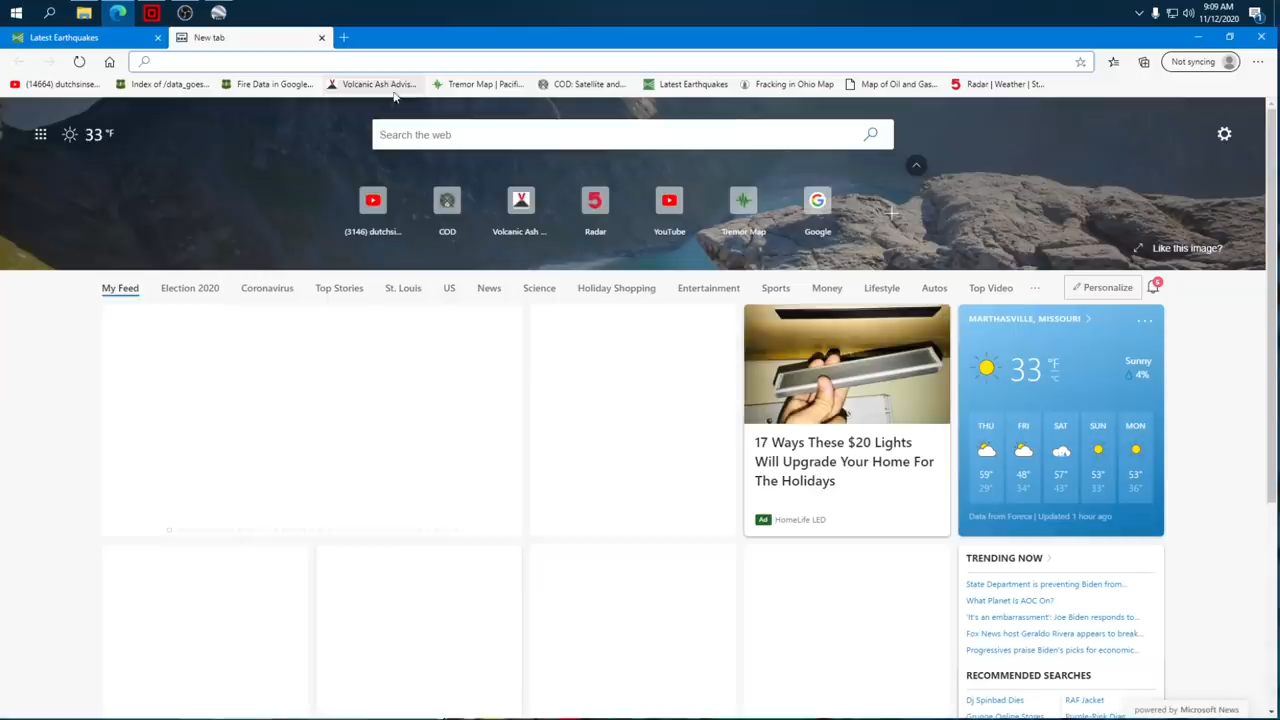 9:09 AM
11/12/2020
Latest Earthquakes
New tab
Not syncing
(14664) dutchsinse...
Index of /data_goes...
Fire Data in Google...
Volcanic Ash Advis...
Tremor Map | Pacifi...
COD: Satellite and...
Latest Earthquakes
Fracking in Ohio Map
Map of Oil and Gas...
Radar | Weather | St...
33 °F
Search the web
(3146) dutchsi...
COD
Volcanic Ash ...
Radar
YouTube
Tremor Map
Google
Like this image?
My Feed
Election 2020
Coronavirus
Top Stories
St. Louis
US
News
Science
Holiday Shopping
Entertainment
Sports
Money
Lifestyle
Autos
Top Video
Personalize
17 Ways These $20 Lights
Will Upgrade Your Home For
The Holidays
Ad HomeLife LED
MARTHASVILLE, MISSOURI
33 °F °C
Sunny
4%
THU FRI SAT SUN MON
59° 48° 57° 53° 53°
29° 34° 43° 33° 36°
Data from Foreca | Updated 1 hour ago
TRENDING NOW
State Department is preventing Biden from...
What Planet Is AOC On?
'It's an embarrassment': Joe Biden responds to...
Fox News host Geraldo Rivera appears to break...
Progressives praise Biden's picks for economic...
RECOMMENDED SEARCHES
Dj Spinbad Dies
RAF Jacket
Grunge Online Stores
powered by Microsoft News